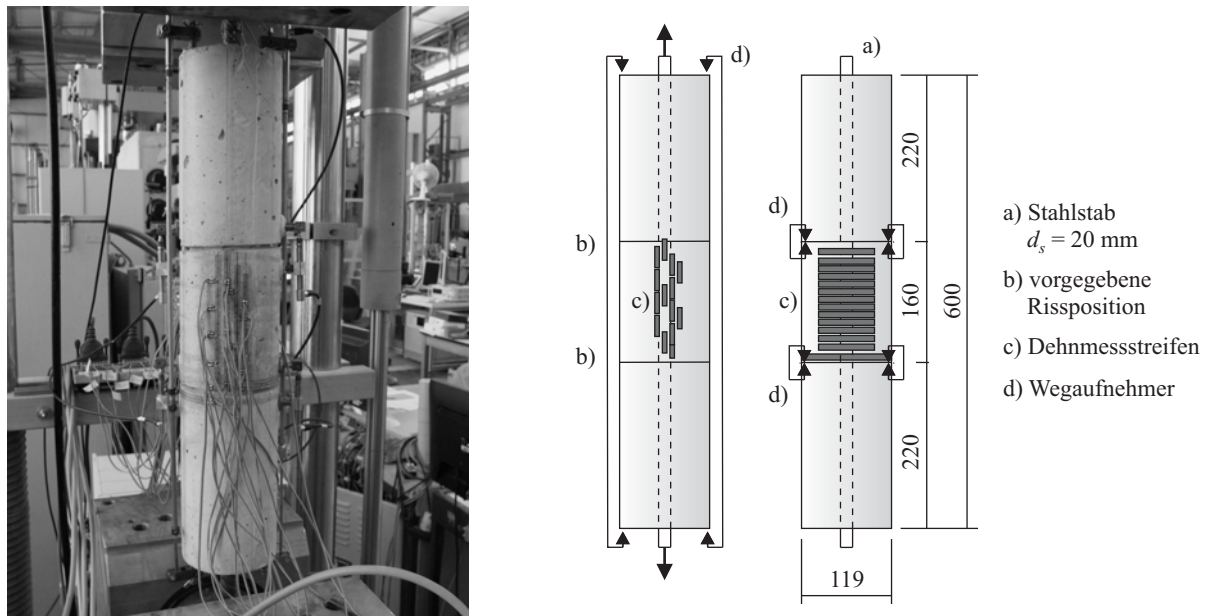 d)
a)
220
d)
b)
c)
c)
160
600
b)
d)
220
119
a) Stahlstab
d_s = 20 mm
b) vorgegebene
Rissposition
c) Dehnmessstreifen
d) Wegaufnehmer